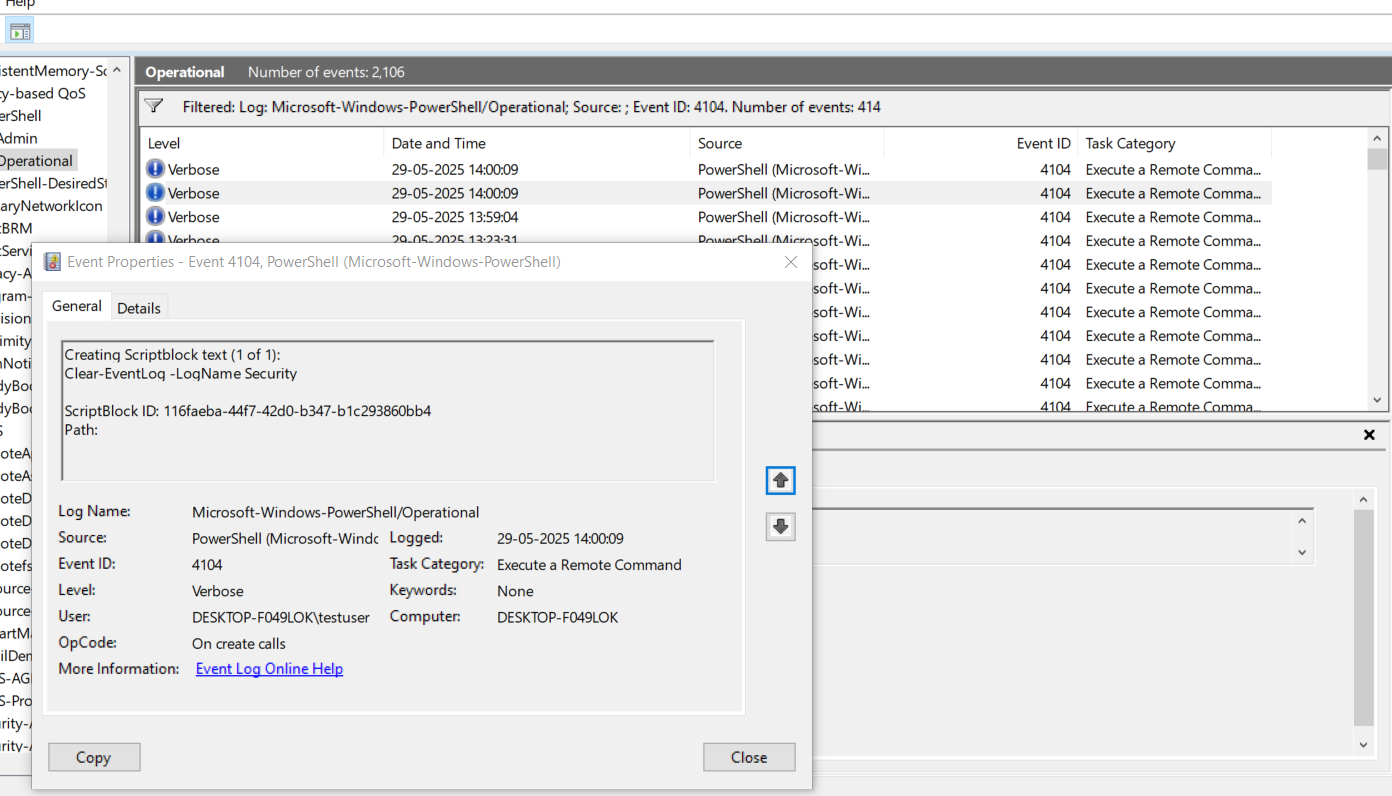 Help
istentMemory-Sc
cy-based QoS
erShell
Admin
Operational
erShell-DesiredSt
aryNetworkIcon
tBRM
tServi
acy-A
gram-
ision
imity
nNoti
dyBoo
dyBoo
S
oteA
oteA
oteD
oteD
oteD
otefs
ource
ource
artMa
ilDen
S-AG
S-Pro
urity-A
urity-A
Operational Number of events: 2,106
Filtered: Log: Microsoft-Windows-PowerShell/Operational; Source: ; Event ID: 4104. Number of events: 414
Level Date and Time Source Event ID Task Category
Verbose 29-05-2025 14:00:09 PowerShell (Microsoft-Wi... 4104 Execute a Remote Comma...
Verbose 29-05-2025 14:00:09 PowerShell (Microsoft-Wi... 4104 Execute a Remote Comma...
Verbose 29-05-2025 13:59:04 PowerShell (Microsoft-Wi... 4104 Execute a Remote Comma...
Verbose 29-05-2025 13:23:31 PowerShell (Microsoft-Wi... 4104 Execute a Remote Comma...
soft-Wi... 4104 Execute a Remote Comma...
soft-Wi... 4104 Execute a Remote Comma...
soft-Wi... 4104 Execute a Remote Comma...
soft-Wi... 4104 Execute a Remote Comma...
soft-Wi... 4104 Execute a Remote Comma...
soft-Wi... 4104 Execute a Remote Comma...
soft-Wi... 4104 Execute a Remote Comma...
Event Properties - Event 4104, PowerShell (Microsoft-Windows-PowerShell)
General Details
Creating Scriptblock text (1 of 1):
Clear-EventLog -LogName Security
ScriptBlock ID: 116faeba-44f7-42d0-b347-b1c293860bb4
Path:
Log Name: Microsoft-Windows-PowerShell/Operational
Source: PowerShell (Microsoft-Windo Logged: 29-05-2025 14:00:09
Event ID: 4104 Task Category: Execute a Remote Command
Level: Verbose Keywords: None
User: DESKTOP-F049LOK\testuser Computer: DESKTOP-F049LOK
OpCode: On create calls
More Information: Event Log Online Help
Copy Close